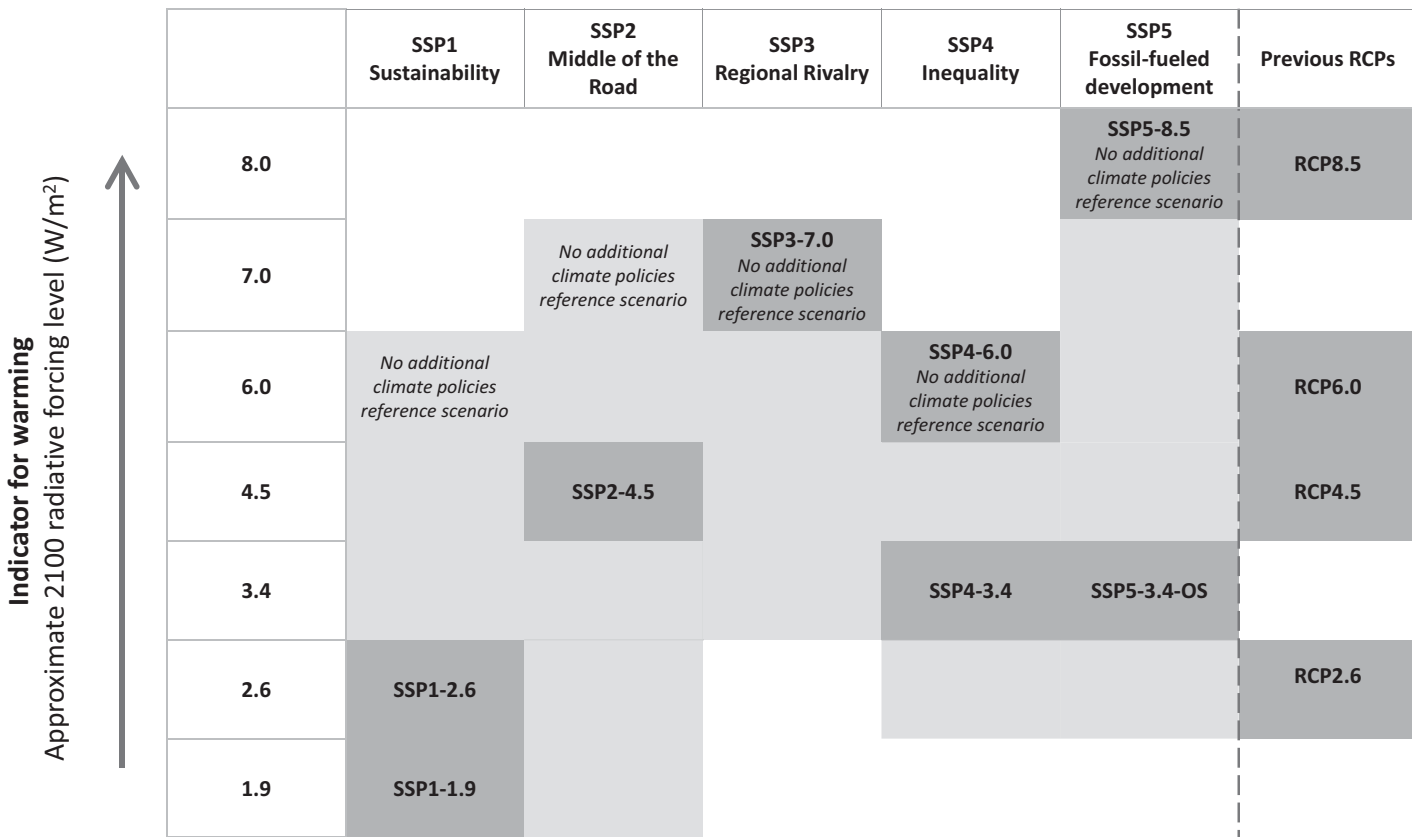 SSP1
Sustainability
SSP2
Middle of the
Road
SSP3
Regional Rivalry
SSP4
Inequality
SSP5
Fossil-fueled
development
Previous RCPs
Indicator for warming
Approximate 2100 radiative forcing level (W/m²)
8.0
SSP5-8.5
No additional
climate policies
reference scenario
RCP8.5
7.0
No additional
climate policies
reference scenario
SSP3-7.0
No additional
climate policies
reference scenario
6.0
No additional
climate policies
reference scenario
SSP4-6.0
No additional
climate policies
reference scenario
RCP6.0
4.5
SSP2-4.5
RCP4.5
3.4
SSP4-3.4
SSP5-3.4-OS
2.6
SSP1-2.6
RCP2.6
1.9
SSP1-1.9